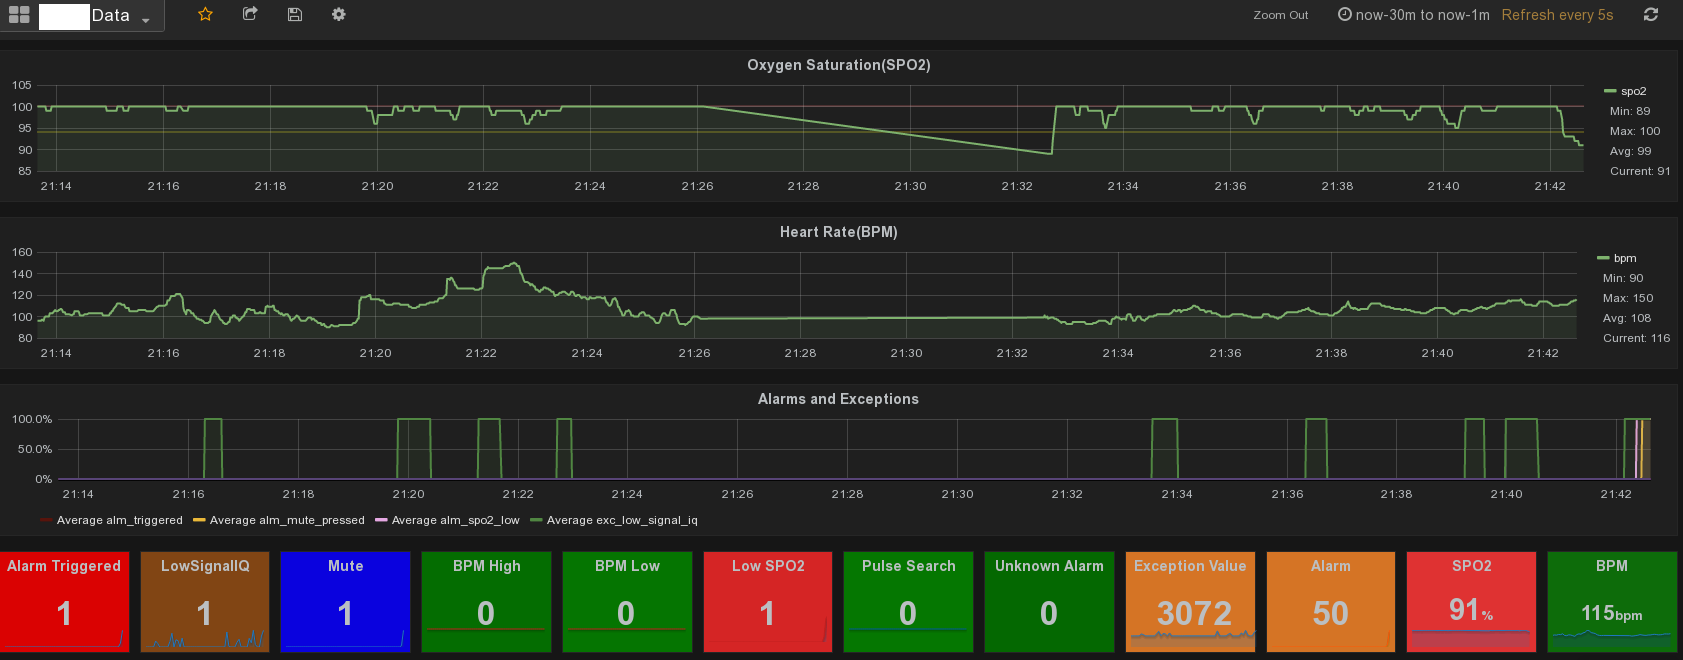 Data
Zoom Out now-30m to now-1m Refresh every 5s
Oxygen Saturation(SPO2)
105
100
95
90
85
21:14 21:16 21:18 21:20 21:22 21:24 21:26 21:28 21:30 21:32 21:34 21:36 21:38 21:40 21:42
spo2
Min: 89
Max: 100
Avg: 99
Current: 91
Heart Rate(BPM)
160
140
120
100
80
21:14 21:16 21:18 21:20 21:22 21:24 21:26 21:28 21:30 21:32 21:34 21:36 21:38 21:40 21:42
bpm
Min: 90
Max: 150
Avg: 108
Current: 116
Alarms and Exceptions
100.0%
50.0%
0%
21:14 21:16 21:18 21:20 21:22 21:24 21:26 21:28 21:30 21:32 21:34 21:36 21:38 21:40 21:42
Average alm_triggered Average alm_mute_pressed Average alm_spo2_low Average exc_low_signal_iq
Alarm Triggered LowSignalIQ Mute BPM High BPM Low Low SPO2 Pulse Search Unknown Alarm Exception Value Alarm SPO2 BPM
1 1 1 0 0 1 0 0 3072 50 91% 115bpm